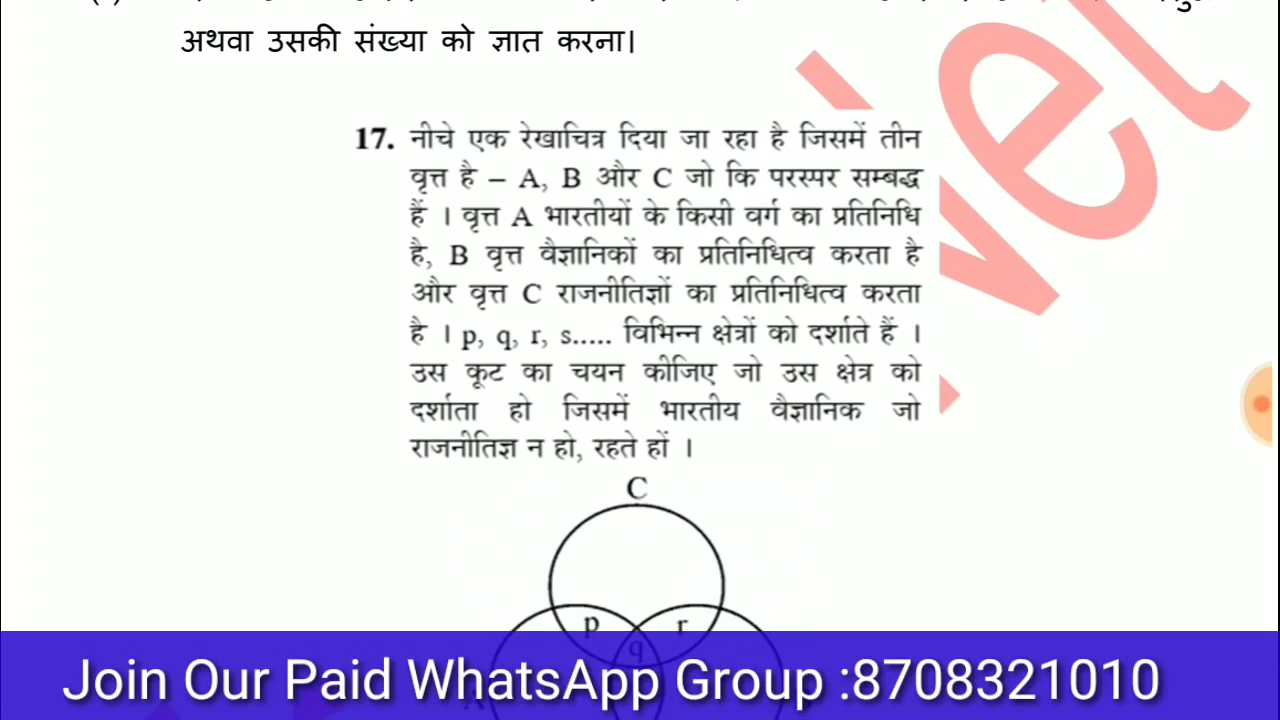 अथवा उसकी संख्या को ज्ञात करना।
17. नीचे एक रेखाचित्र दिया जा रहा है जिसमें तीन
वृत्त है – A, B और C जो कि परस्पर सम्बद्ध
हैं । वृत्त A भारतीयों के किसी वर्ग का प्रतिनिधि
है, B वृत्त वैज्ञानिकों का प्रतिनिधित्व करता है
और वृत्त C राजनीतिज्ञों का प्रतिनिधित्व करता
है । p, q, r, s..... विभिन्न क्षेत्रों को दर्शाते हैं ।
उस कूट का चयन कीजिए जो उस क्षेत्र को
दर्शाता हो जिसमें भारतीय वैज्ञानिक जो
राजनीतिज्ञ न हो, रहते हों ।
C
p r
q
A
Join Our Paid WhatsApp Group :8708321010